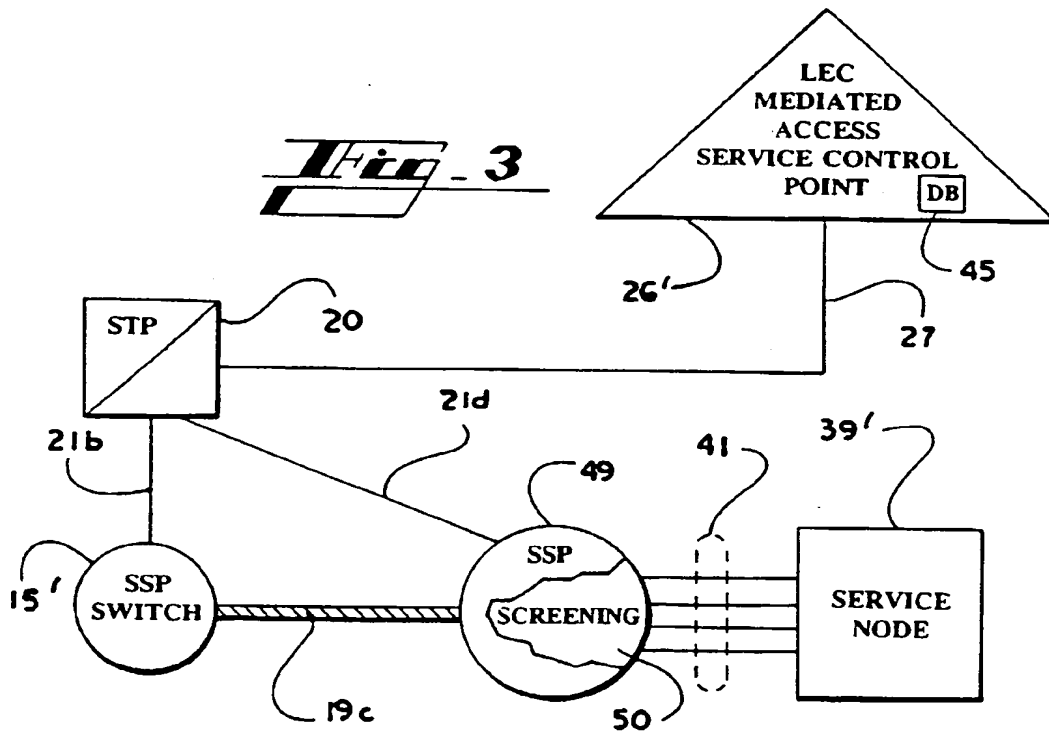 LEC
MEDIATED
ACCESS
SERVICE CONTROL
POINT
DB
Fig_3
26'
45
27
STP
20
21b
21d
49
41
39'
15'
SSP
SWITCH
SSP
SCREENING
SERVICE
NODE
19c
50